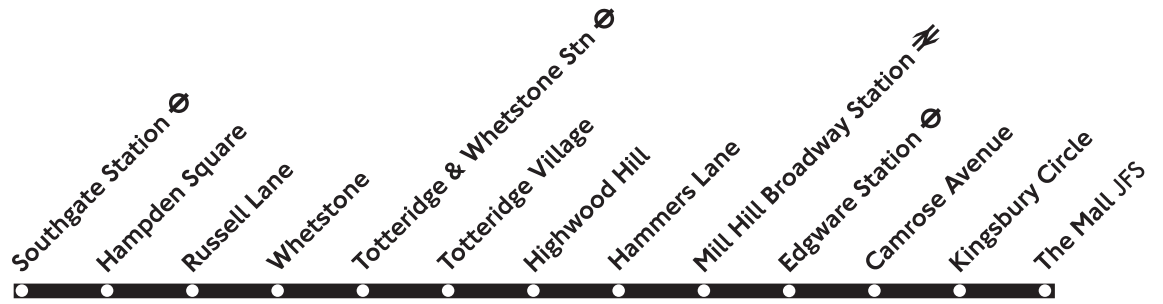 Southgate Station
Hampden Square
Russell Lane
Whetstone
Totteridge & Whetstone Stn
Totteridge Village
Highwood Hill
Hammers Lane
Mill Hill Broadway Station
Edgware Station
Camrose Avenue
Kingsbury Circle
The Mall JFS